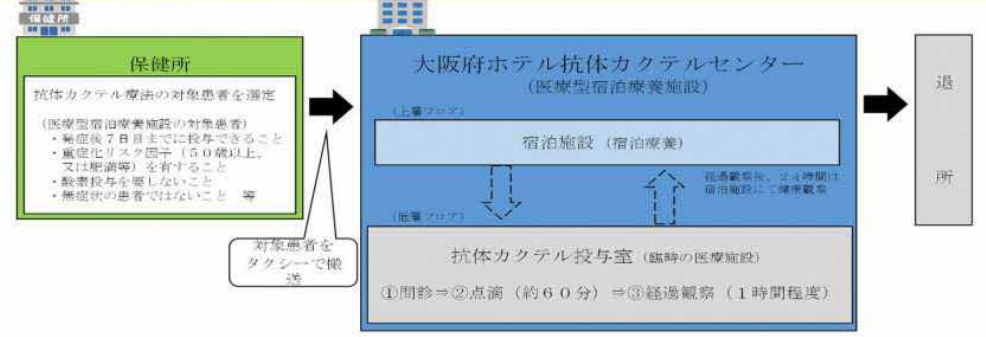 保健所
保健所
抗体カクテル療法の対象患者を選定
(医療型宿泊療養施設の対象患者)
・発症後7日目までに投与できること
・重症化リスク因子(50歳以上、
又は肥満等)を有すること
・酸素投与を要しないこと
・無症状の患者ではないこと 等
対象患者を
タクシーで搬
送
大阪府ホテル抗体カクテルセンター
(医療型宿泊療養施設)
(上層フロア)
宿泊施設(宿泊療養)
経過観察後、24時間は
宿泊施設にて健康観察
(低層フロア)
抗体カクテル投与室(臨時の医療施設)
①問診⇒②点滴(約60分)⇒③経過観察(1時間程度)
退
所